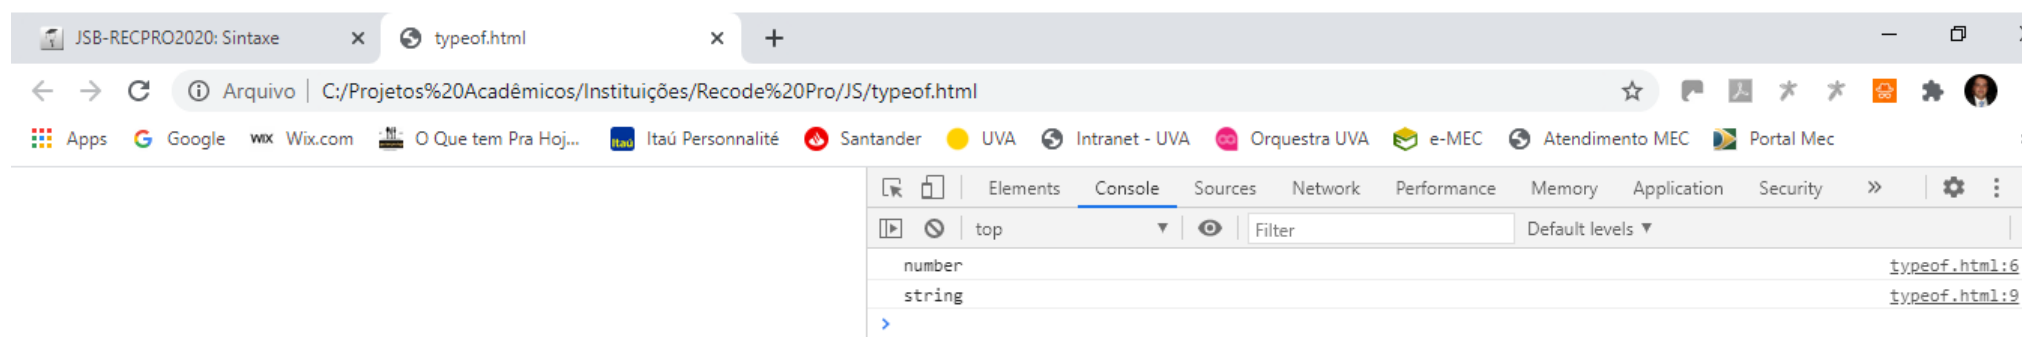 JSB-RECPRO2020: Sintaxe typeof.html
Arquivo C:/Projetos%20Acadêmicos/Instituições/Recode%20Pro/JS/typeof.html
Apps Google WIX Wix.com O Que tem Pra Hoj... Itaú Itaú Personnalité Santander UVA Intranet - UVA Orquestra UVA e-MEC Atendimento MEC Portal Mec
Elements Console Sources Network Performance Memory Application Security
top Filter Default levels
number typeof.html:6
string typeof.html:9